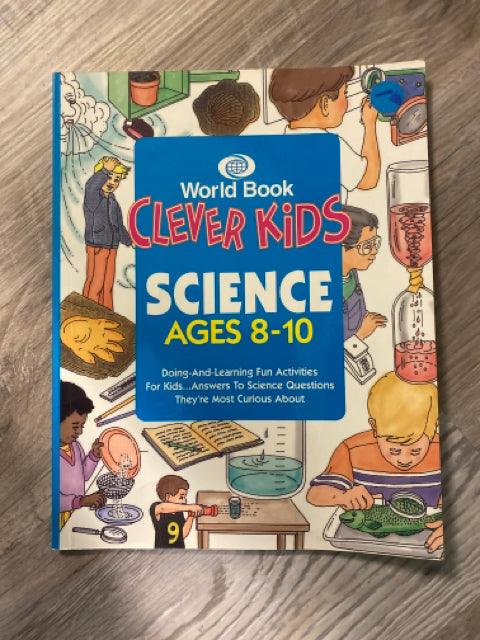 World Book
CLEVER KiDS
SCIENCE
AGES 8-10
Doing-And-Learning Fun Activities
For Kids...Answers To Science Questions
They're Most Curious About
9